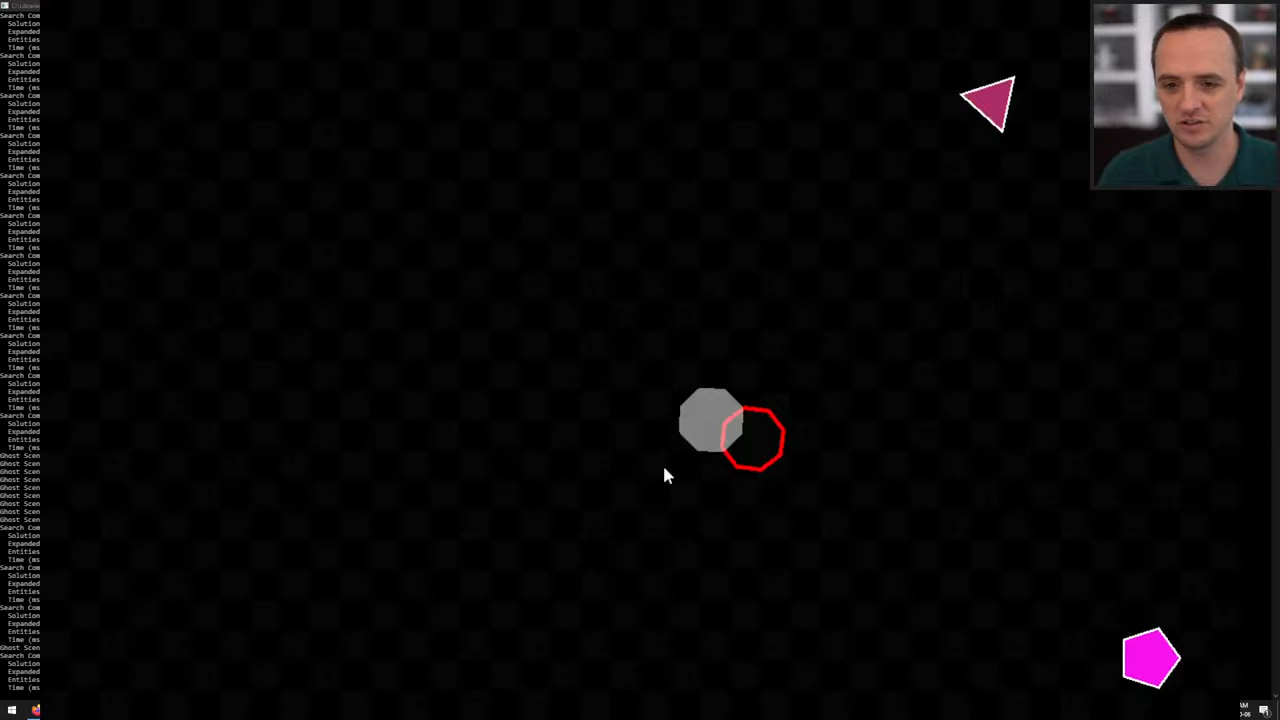 C:\Librarie
Search Com
Solution
Expanded
Entities
Time (ms
Search Com
Solution
Expanded
Entities
Time (ms
Search Com
Solution
Expanded
Entities
Time (ms
Search Com
Solution
Expanded
Entities
Time (ms
Search Com
Solution
Expanded
Entities
Time (ms
Search Com
Solution
Expanded
Entities
Time (ms
Search Com
Solution
Expanded
Entities
Time (ms
Search Com
Solution
Expanded
Entities
Time (ms
Search Com
Solution
Expanded
Entities
Time (ms
Search Com
Solution
Expanded
Entities
Time (ms
Search Com
Solution
Expanded
Entities
Time (ms
Ghost Scen
Ghost Scen
Ghost Scen
Ghost Scen
Ghost Scen
Ghost Scen
Ghost Scen
Ghost Scen
Ghost Scen
Search Com
Solution
Expanded
Entities
Time (ms
Search Com
Solution
Expanded
Entities
Time (ms
Search Com
Solution
Expanded
Entities
Time (ms
Ghost Scen
Search Com
Solution
Expanded
Entities
Time (ms
AM
0-06